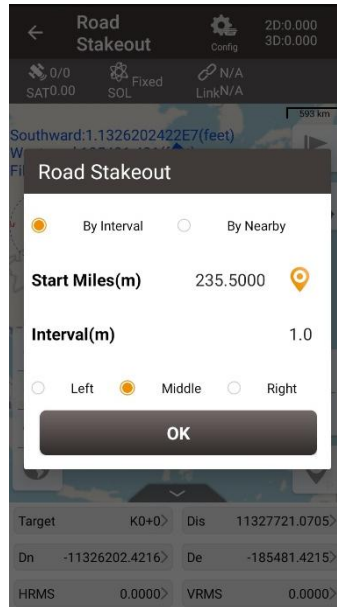 Road Stakeout
Config
2D:0.000
3D:0.000
0/0
SAT0.00
Fixed
SOL
N/A
LinkN/A
593 km
Southward:1.1326202422E7(feet)
W
Fil
Road Stakeout
By Interval
By Nearby
Start Miles(m) 235.5000
Interval(m) 1.0
Left
Middle
Right
OK
Target K0+0>
Dis 11327721.0705>
Dn -11326202.4216>
De -185481.4215>
HRMS 0.0000>
VRMS 0.0000>